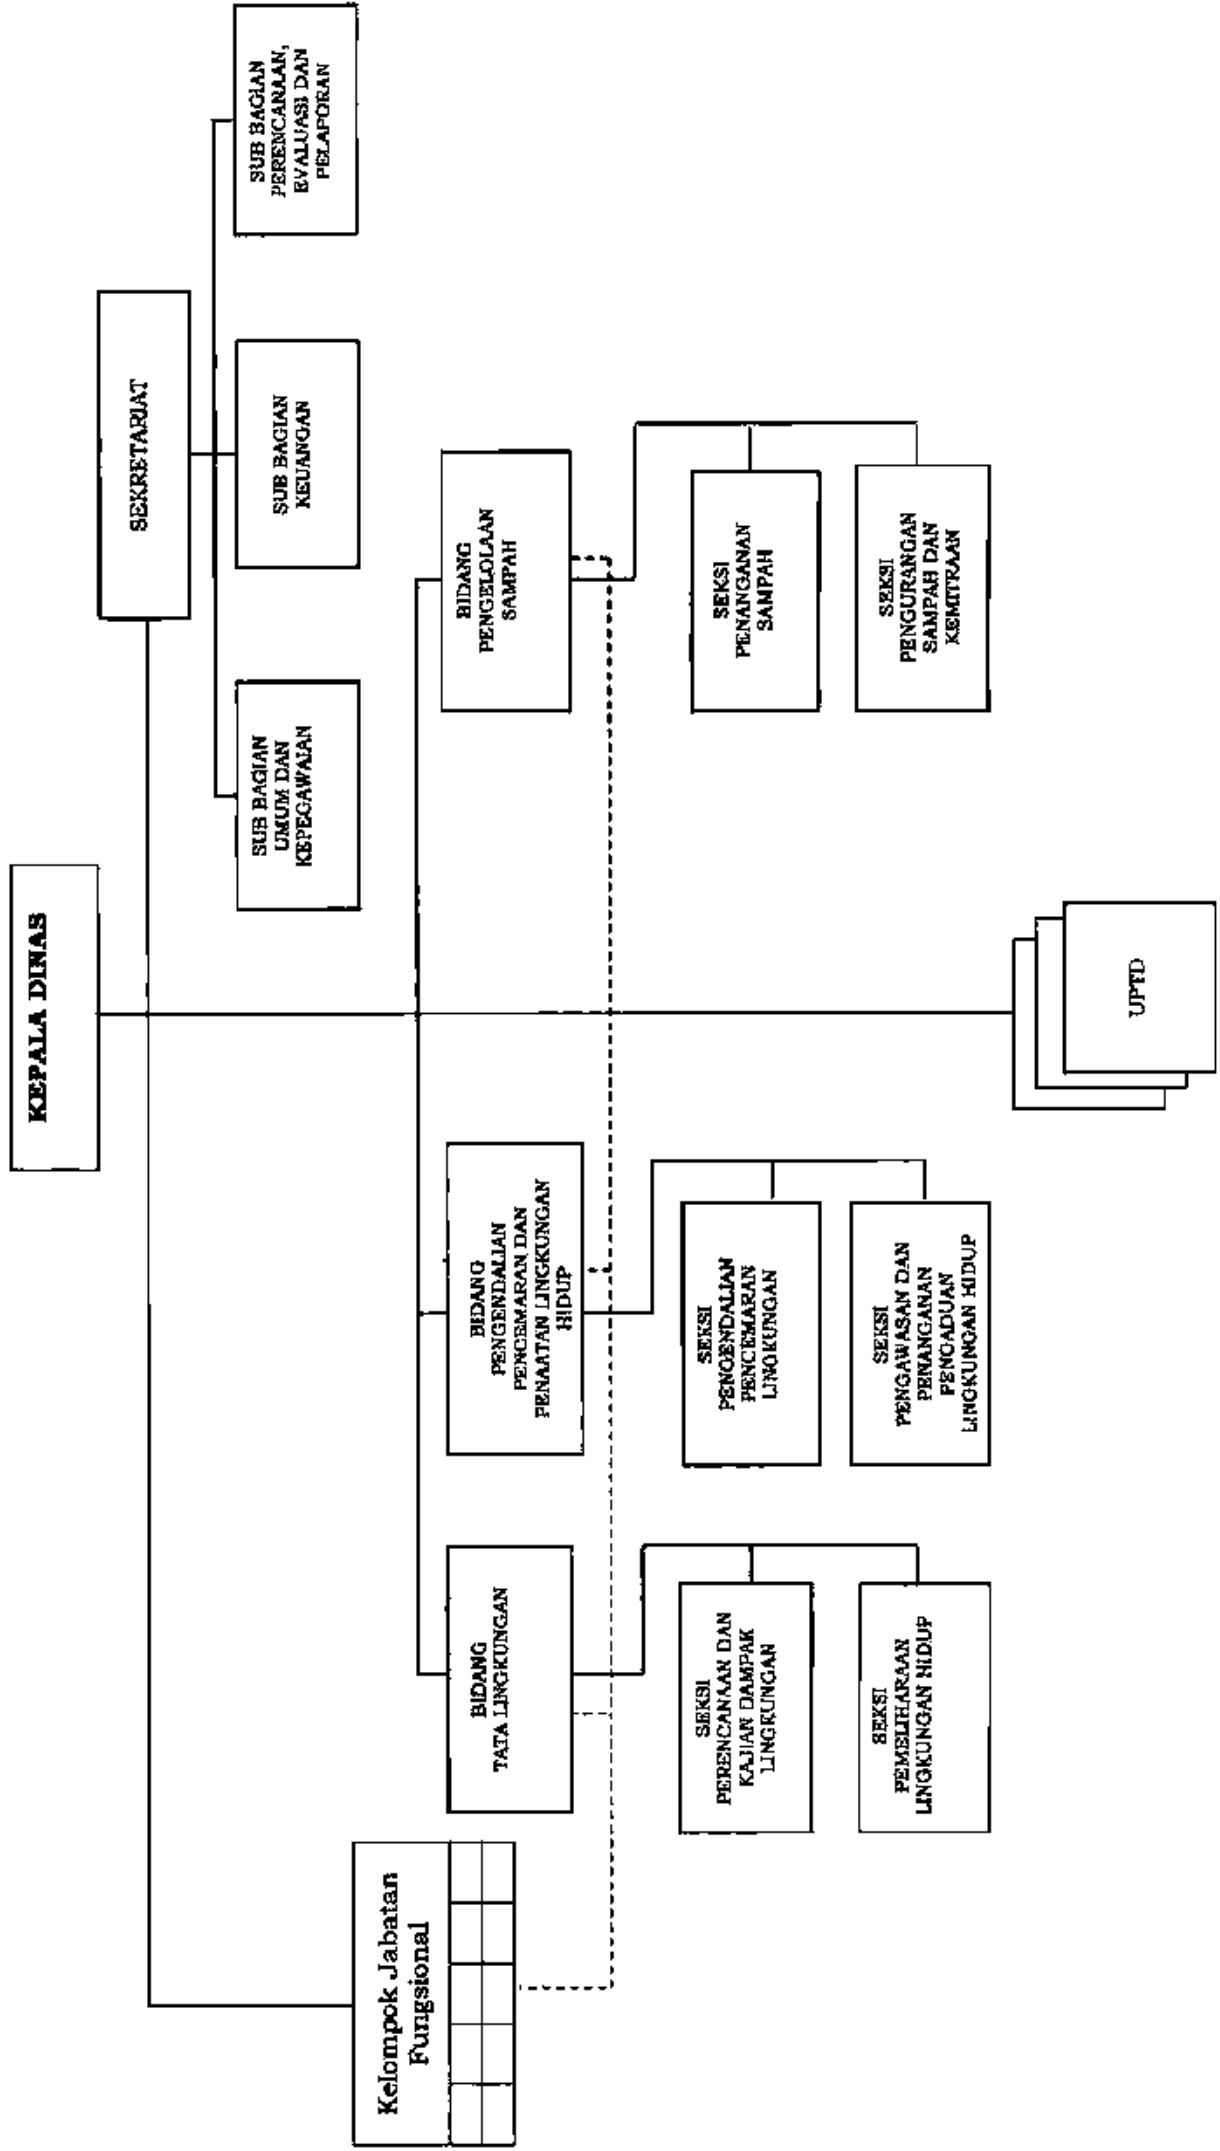 KEPALA DINAS
SEKRETARIAT
SUB BAGIAN
UMUM DAN
KEPEGAWAIAN
SUB BAGIAN
KEUANGAN
SUB BAGIAN
PERENCANAAN,
EVALUASI DAN
PELAPORAN
Kelompok Jabatan
Fungsional
BIDANG
TATA LINGKUNGAN
BIDANG
PENGENDALIAN
PENCEMARAN DAN
PENAATAN LINGKUNGAN
HIDUP
BIDANG
PENGELOLAAN
SAMPAH
SEKSI
PERENCANAAN DAN
KAJIAN DAMPAK
LINGKUNGAN
SEKSI
PENGENDALIAN
PENCEMARAN
LINGKUNGAN
SEKSI
PENANGANAN
SAMPAH
SEKSI
PEMELIHARAAN
LINGKUNGAN HIDUP
SEKSI
PENGAWASAN DAN
PENANGANAN
PENGADUAN
LINGKUNGAN HIDUP
SEKSI
PENGURANGAN
SAMPAH DAN
KEMITRAAN
UPTD